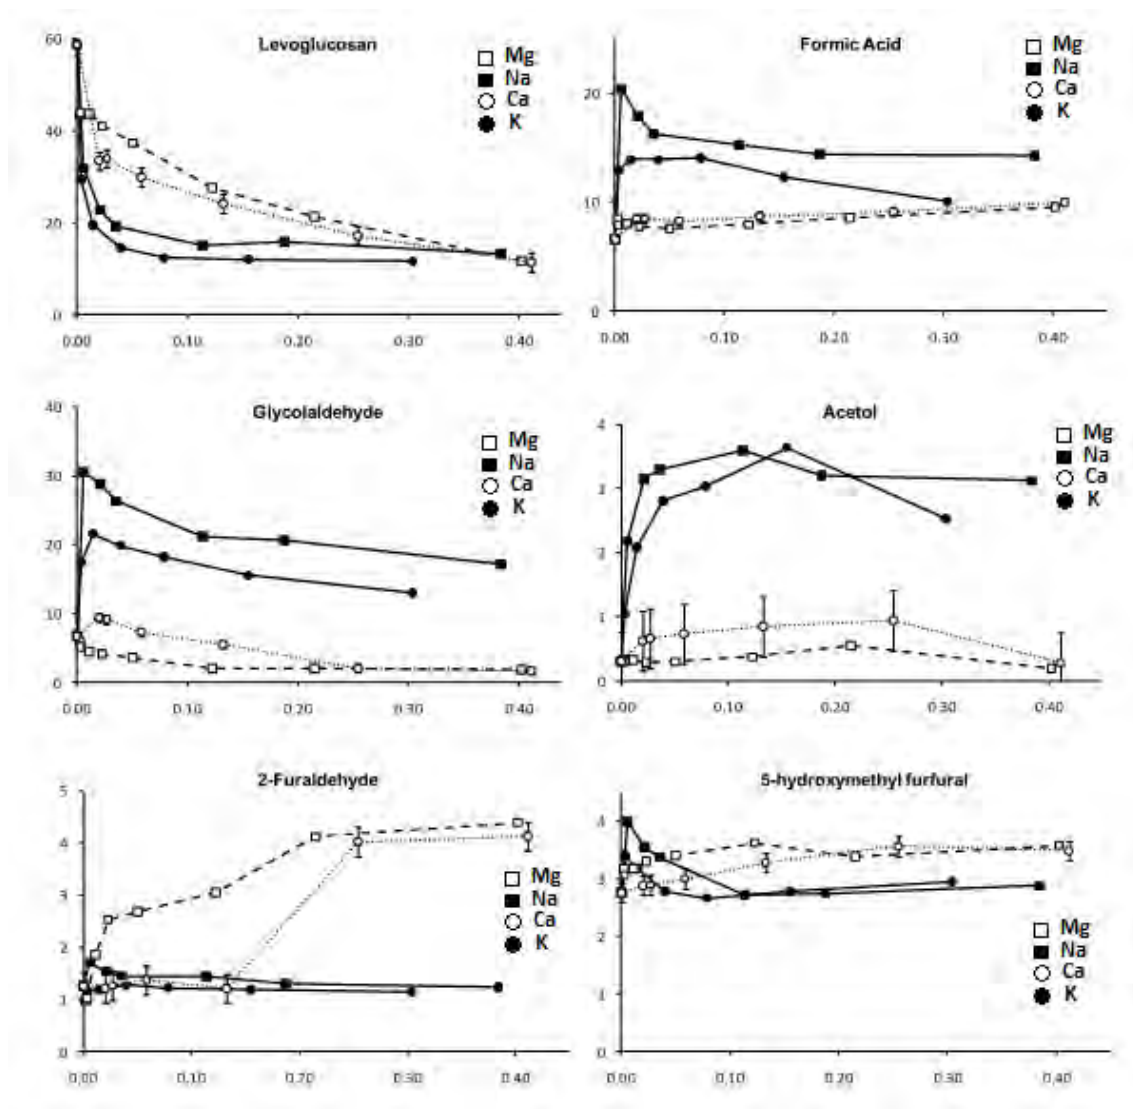 Levoglucosan
60
40
20
0
0.00 0.10 0.20 0.30 0.40
Mg
Na
Ca
K
Formic Acid
20
10
0
0.00 0.10 0.20 0.30 0.40
Mg
Na
Ca
K
Glycolaldehyde
40
30
20
10
0
0.00 0.10 0.20 0.30 0.40
Mg
Na
Ca
K
Acetol
4
3
2
1
0
0.00 0.10 0.20 0.30 0.40
Mg
Na
Ca
K
2-Furaldehyde
5
4
3
2
1
0
0.00 0.10 0.20 0.30 0.40
Mg
Na
Ca
K
5-hydroxymethyl furfural
4
3
2
1
0
0.00 0.10 0.20 0.30 0.40
Mg
Na
Ca
K